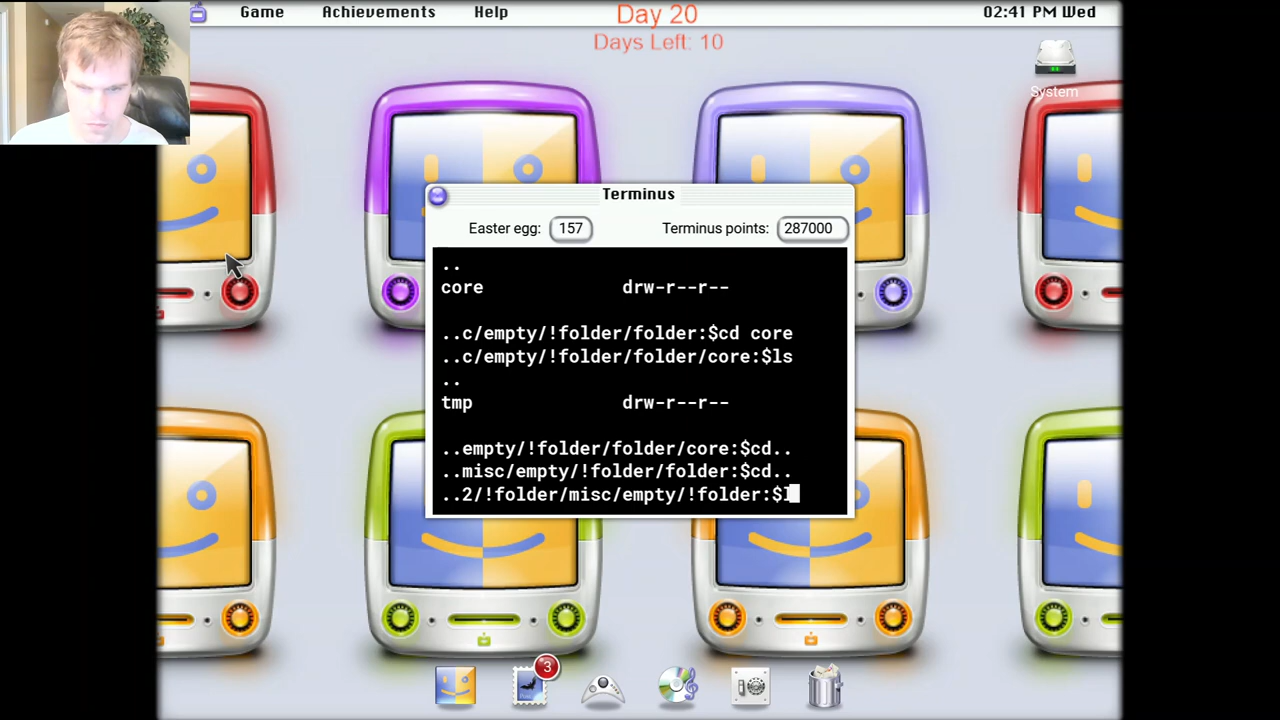 Game Achievements Help Day 20 02:41 PM Wed
Days Left: 10
System
Terminus
Easter egg: 157 Terminus points: 287000
..
core drw-r--r--
..c/empty/!folder/folder:$cd core
..c/empty/!folder/folder/core:$ls
..
tmp drw-r--r--
..empty/!folder/folder/core:$cd..
..misc/empty/!folder/folder:$cd..
..2/!folder/misc/empty/!folder:$l
3